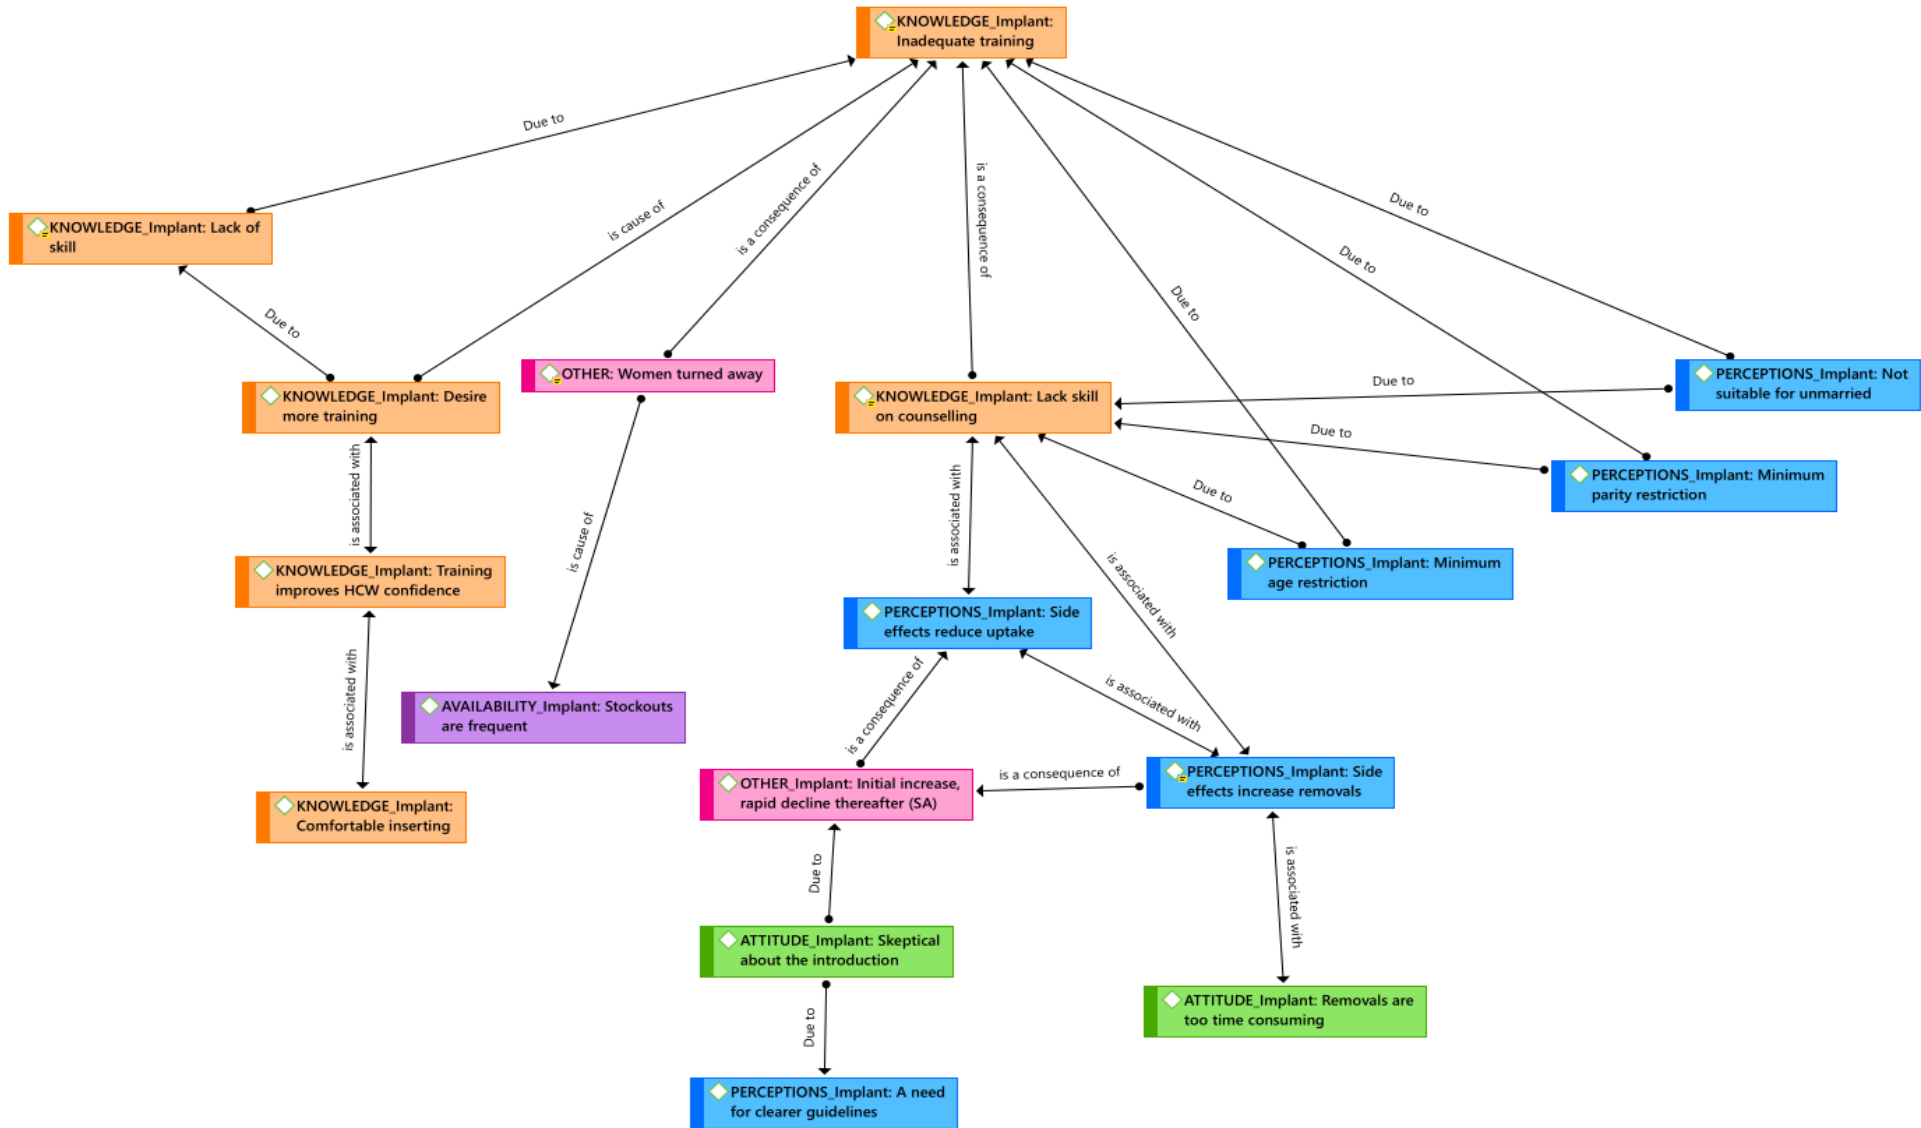 KNOWLEDGE_Implant:
Inadequate training
Due to
is cause of
is a consequence of
is a consequence of
Due to
Due to
Due to
KNOWLEDGE_Implant: Lack of
skill
Due to
KNOWLEDGE_Implant: Desire
more training
OTHER: Women turned away
KNOWLEDGE_Implant: Lack skill
on counselling
Due to
PERCEPTIONS_Implant: Not
suitable for unmarried
Due to
PERCEPTIONS_Implant: Minimum
parity restriction
Due to
is associated with
is cause of
is associated with
is associated with
PERCEPTIONS_Implant: Minimum
age restriction
KNOWLEDGE_Implant: Training
improves HCW confidence
PERCEPTIONS_Implant: Side
effects reduce uptake
is associated with
is a consequence of
is associated with
AVAILABILITY_Implant: Stockouts
are frequent
KNOWLEDGE_Implant:
Comfortable inserting
OTHER_Implant: Initial increase,
rapid decline thereafter (SA)
is a consequence of
PERCEPTIONS_Implant: Side
effects increase removals
Due to
is associated with
ATTITUDE_Implant: Skeptical
about the introduction
Due to
ATTITUDE_Implant: Removals are
too time consuming
PERCEPTIONS_Implant: A need
for clearer guidelines